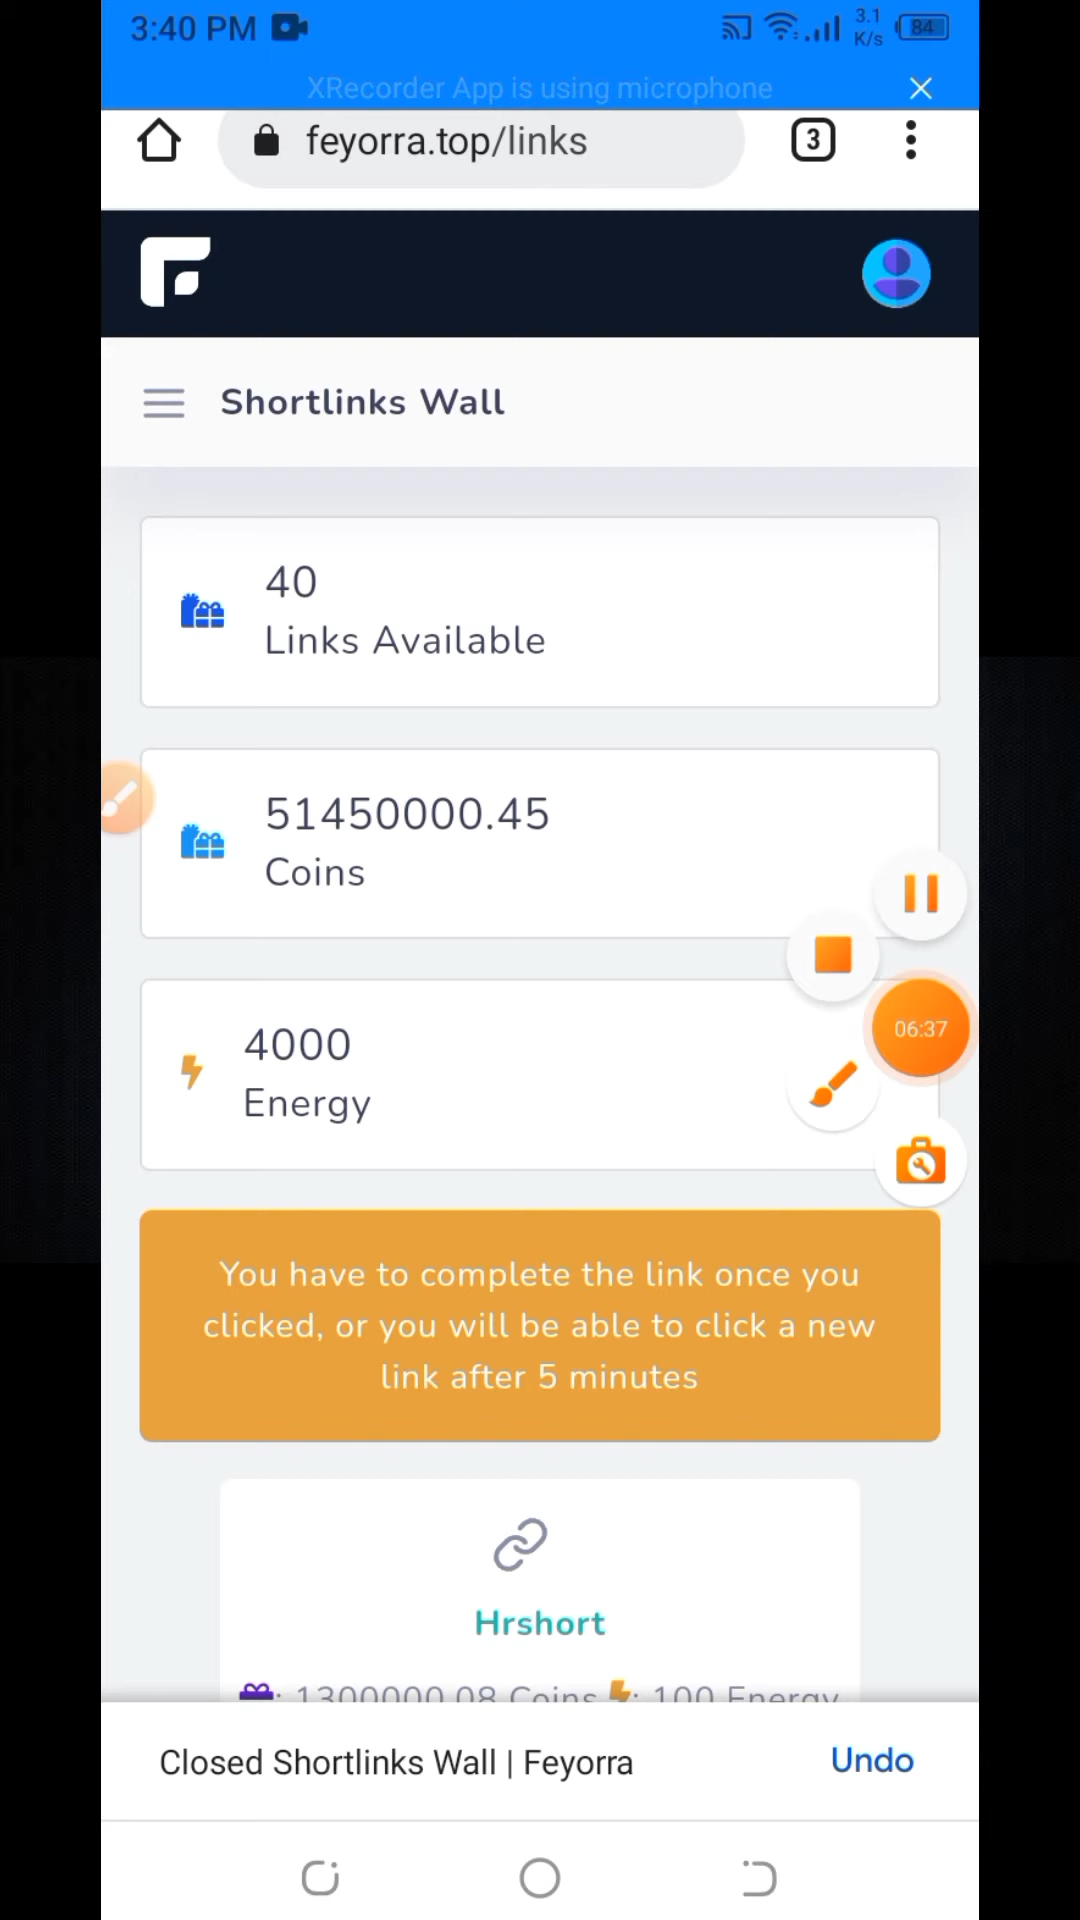 3:40 PM
3.1
K/s
84
XRecorder App is using microphone
feyorra.top/links
3
Shortlinks Wall
40
Links Available
51450000.45
Coins
4000
Energy
06:37
You have to complete the link once you
clicked, or you will be able to click a new
link after 5 minutes
Hrshort
: 1300000.08 Coins : 100 Energy
Closed Shortlinks Wall | Feyorra
Undo